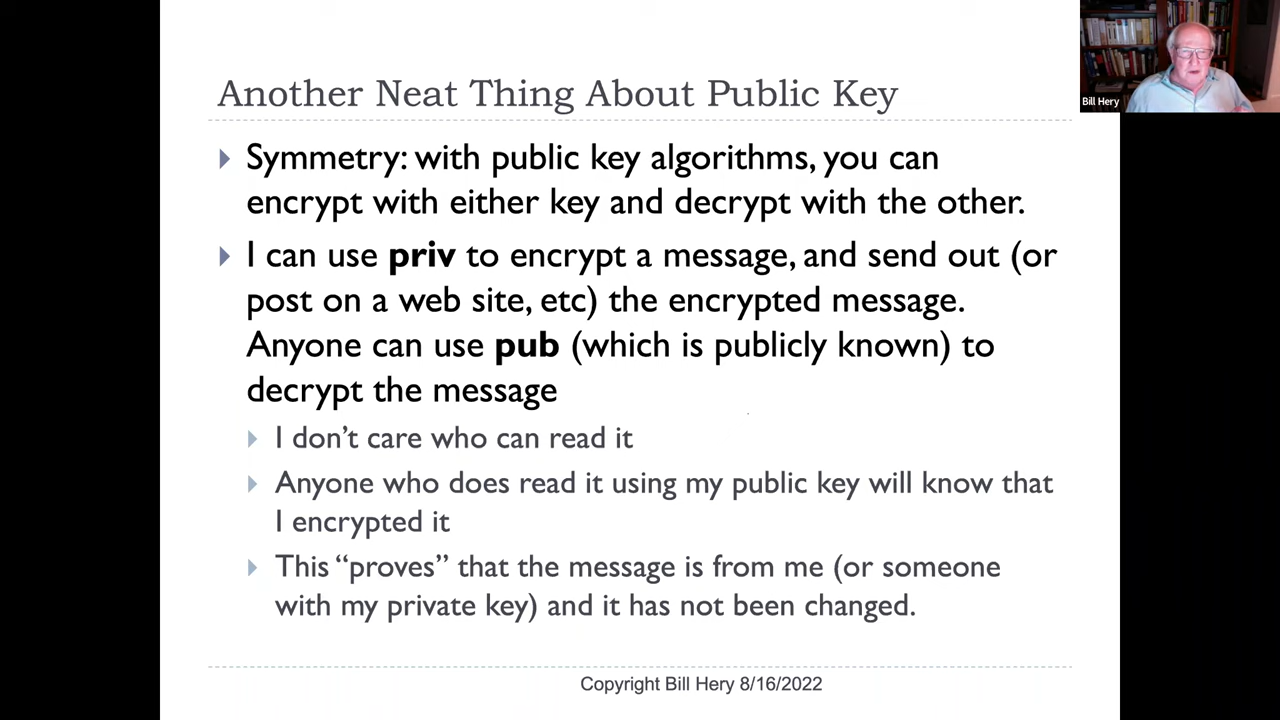 Another Neat Thing About Public Key
Bill Hery
Symmetry: with public key algorithms, you can
encrypt with either key and decrypt with the other.
I can use priv to encrypt a message, and send out (or
post on a web site, etc) the encrypted message.
Anyone can use pub (which is publicly known) to
decrypt the message
I don’t care who can read it
Anyone who does read it using my public key will know that
I encrypted it
This “proves” that the message is from me (or someone
with my private key) and it has not been changed.
Copyright Bill Hery 8/16/2022